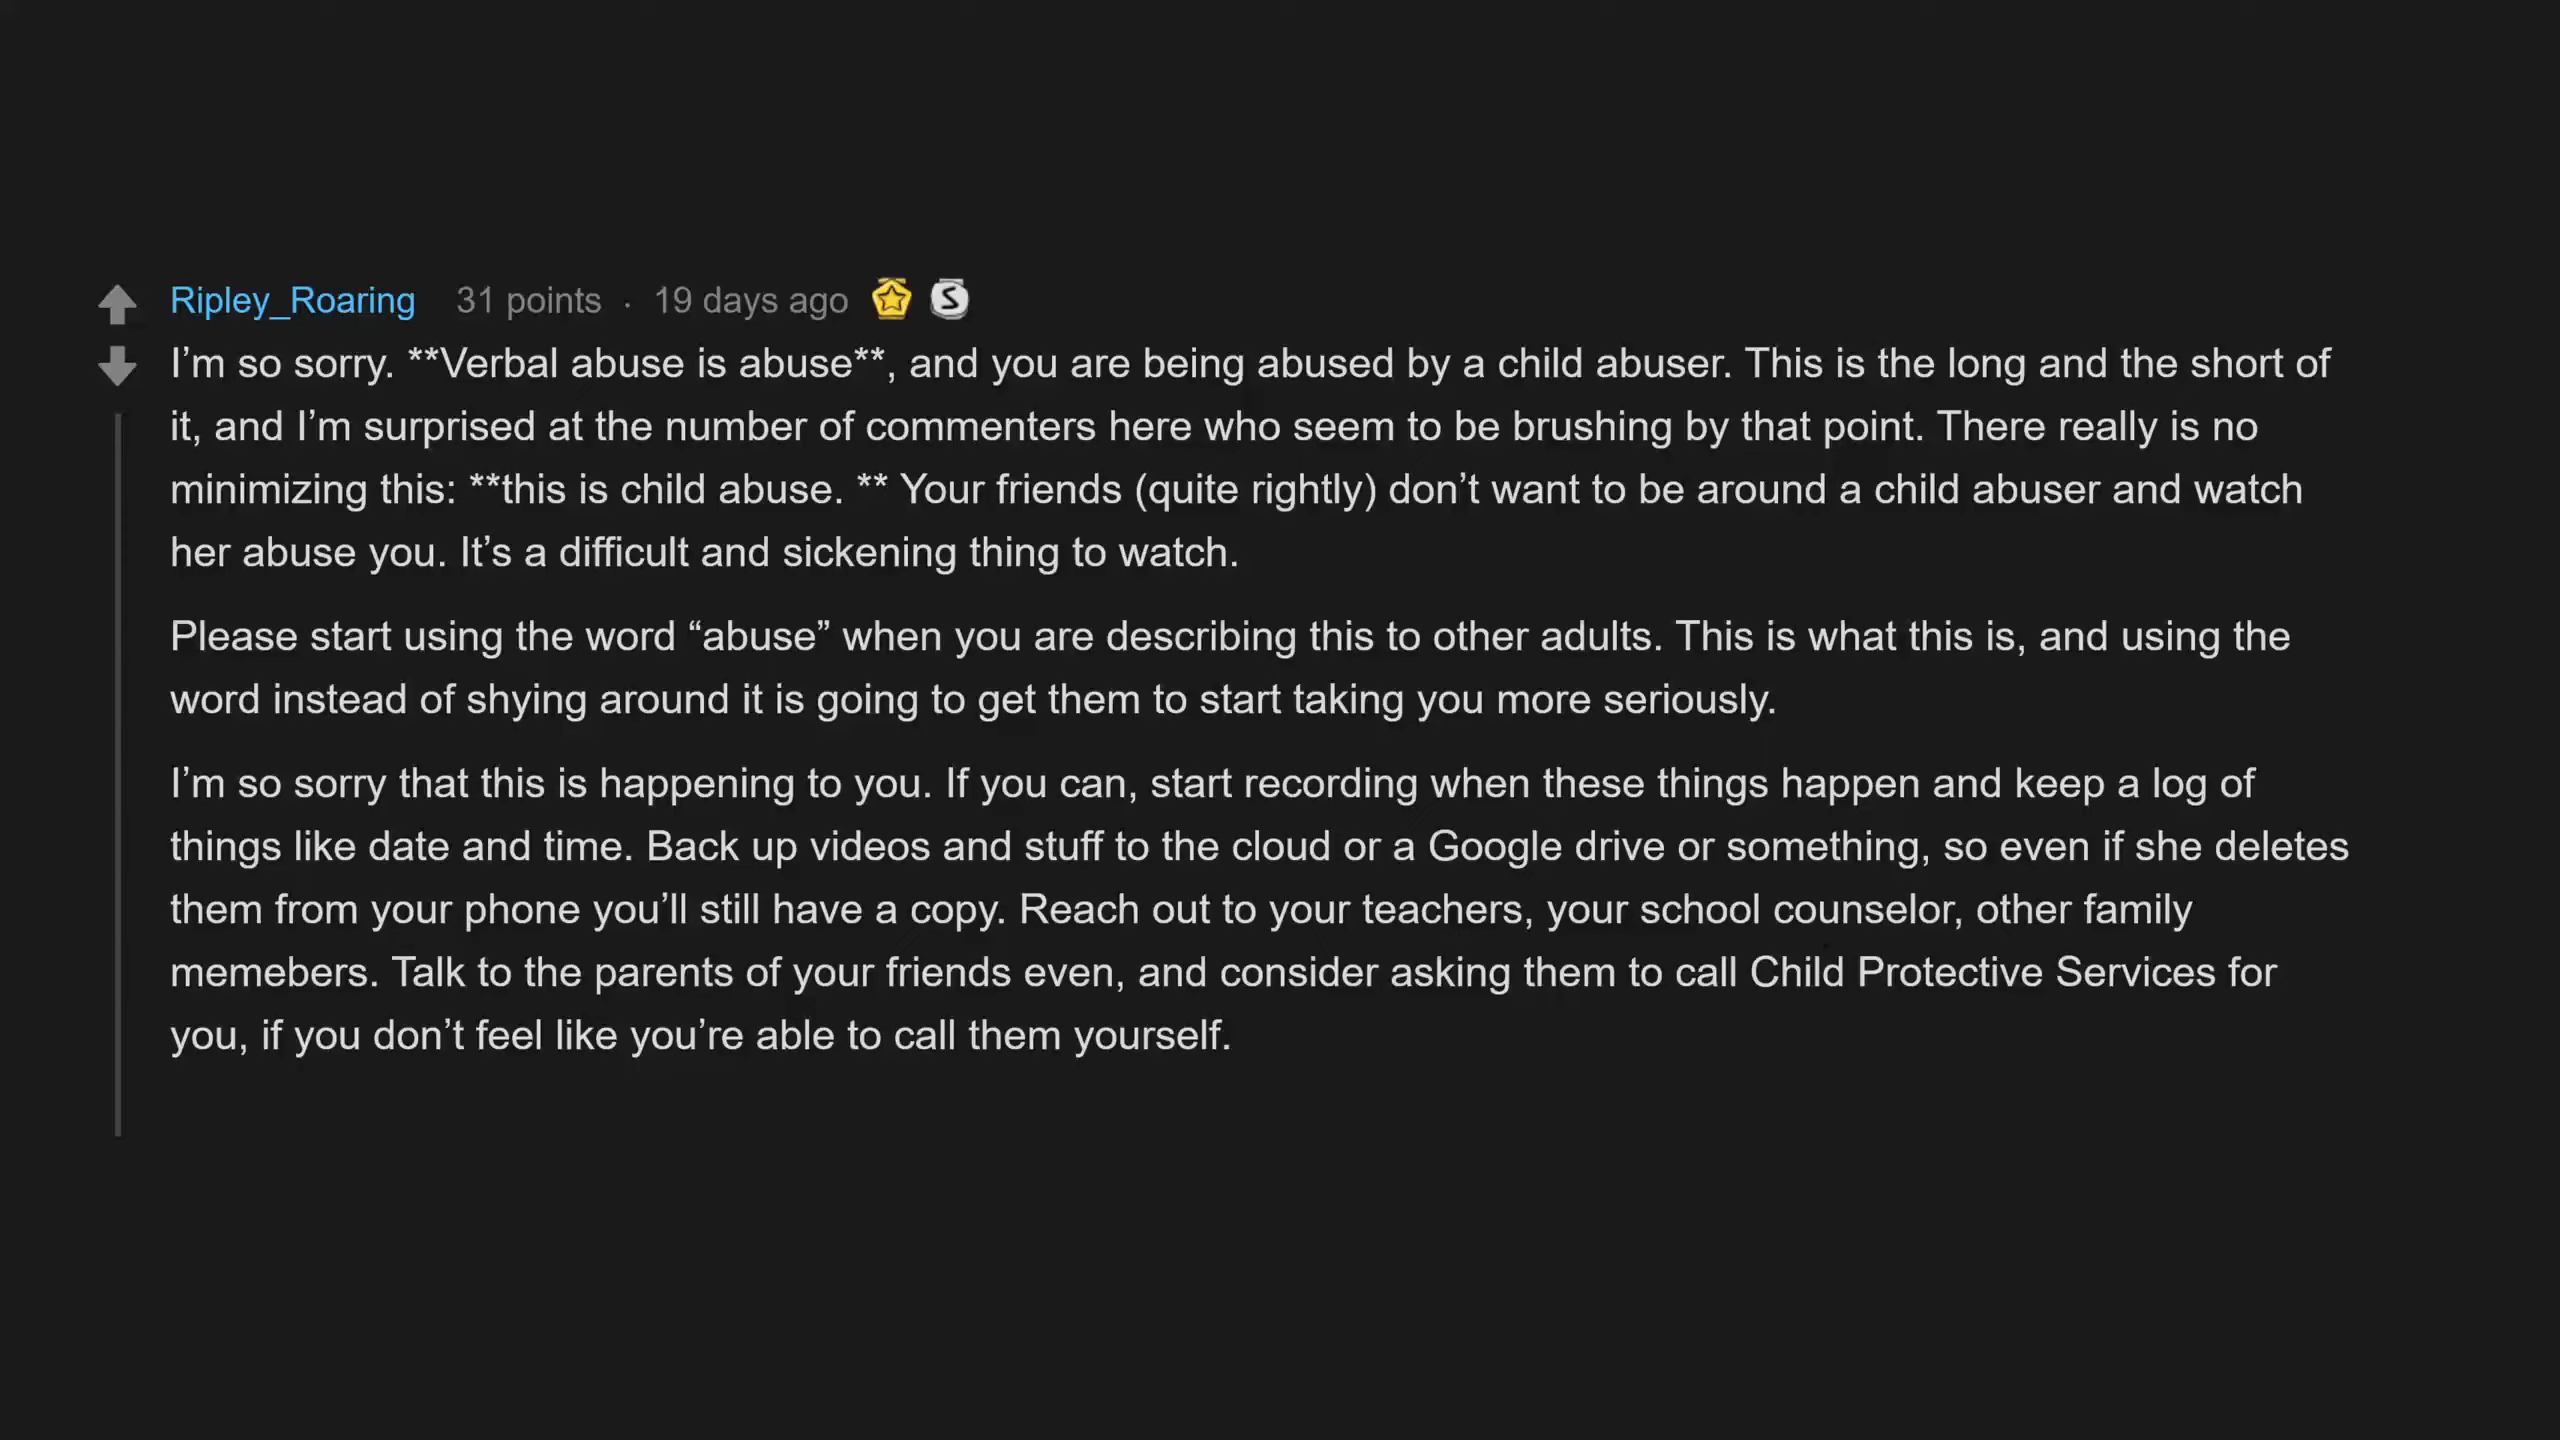 Ripley_Roaring 31 points · 19 days ago
I’m so sorry. **Verbal abuse is abuse**, and you are being abused by a child abuser. This is the long and the short of
it, and I’m surprised at the number of commenters here who seem to be brushing by that point. There really is no
minimizing this: **this is child abuse. ** Your friends (quite rightly) don’t want to be around a child abuser and watch
her abuse you. It’s a difficult and sickening thing to watch.
Please start using the word “abuse” when you are describing this to other adults. This is what this is, and using the
word instead of shying around it is going to get them to start taking you more seriously.
I’m so sorry that this is happening to you. If you can, start recording when these things happen and keep a log of
things like date and time. Back up videos and stuff to the cloud or a Google drive or something, so even if she deletes
them from your phone you’ll still have a copy. Reach out to your teachers, your school counselor, other family
memebers. Talk to the parents of your friends even, and consider asking them to call Child Protective Services for
you, if you don’t feel like you’re able to call them yourself.